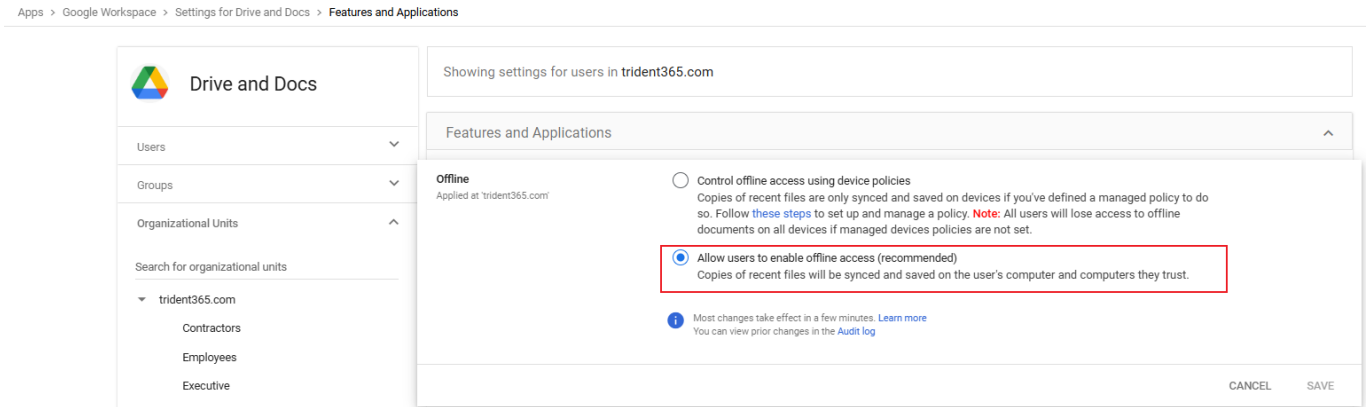 Apps > Google Workspace > Settings for Drive and Docs > Features and Applications
Drive and Docs
Users
Groups
Organizational Units
Search for organizational units
trident365.com
Contractors
Employees
Executive
Showing settings for users in trident365.com
Features and Applications
Offline
Applied at 'trident365.com'
Control offline access using device policies
Copies of recent files are only synced and saved on devices if you've defined a managed policy to do
so. Follow these steps to set up and manage a policy. Note: All users will lose access to offline
documents on all devices if managed devices policies are not set.
Allow users to enable offline access (recommended)
Copies of recent files will be synced and saved on the user's computer and computers they trust.
Most changes take effect in a few minutes. Learn more
You can view prior changes in the Audit log
CANCEL SAVE